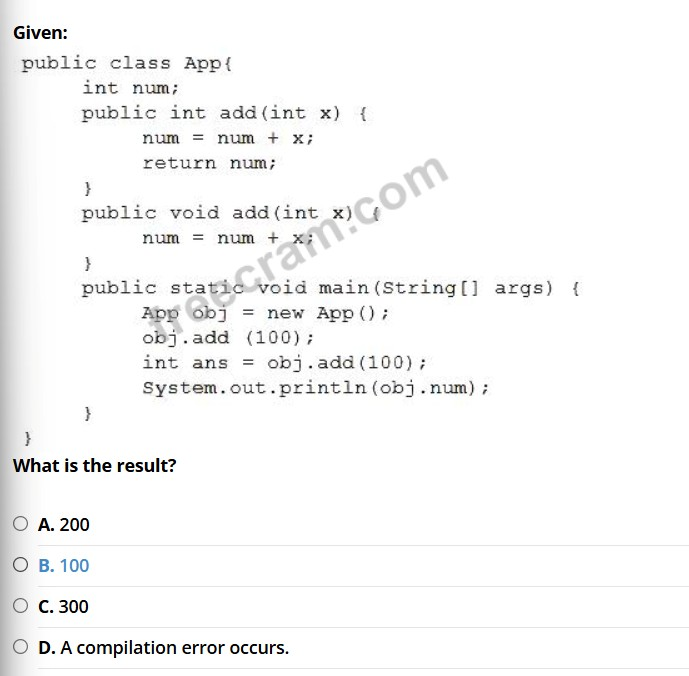 Given:
public class App{
int num;
public int add(int x) {
num = num + x;
return num;
}
public void add(int x) {
num = num + x;
}
public static void main(String[] args) {
App obj = new App();
obj.add (100);
int ans = obj.add(100);
System.out.println(obj.num);
}
}
freecram.com
What is the result?
A. 200
B. 100
C. 300
D. A compilation error occurs.